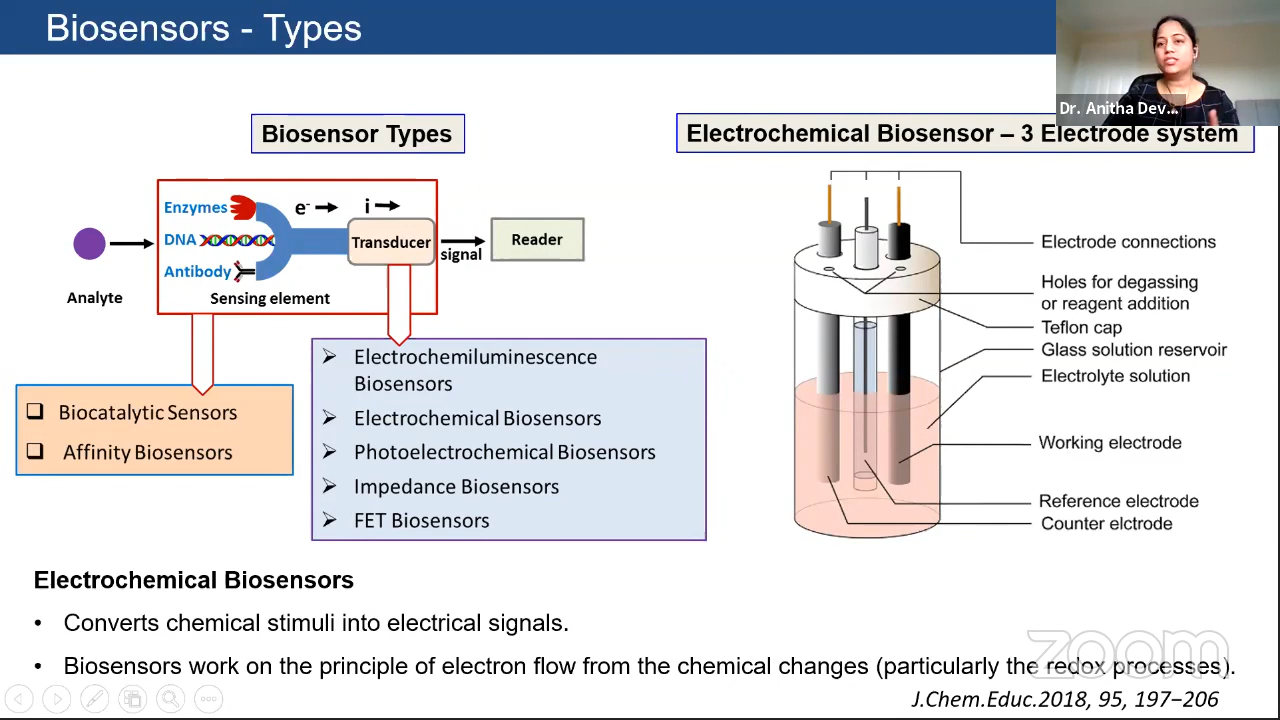 Biosensors - Types
Dr. Anitha Dev...
Biosensor Types
Enzymes
e- i
DNA
Transducer
Antibody
Sensing element
Analyte
signal
Reader
❑ Biocatalytic Sensors
❑ Affinity Biosensors
➢ Electrochemiluminescence
Biosensors
➢ Electrochemical Biosensors
➢ Photoelectrochemical Biosensors
➢ Impedance Biosensors
➢ FET Biosensors
Electrochemical Biosensor – 3 Electrode system
Electrode connections
Holes for degassing
or reagent addition
Teflon cap
Glass solution reservoir
Electrolyte solution
Working electrode
Reference electrode
Counter elctrode
Electrochemical Biosensors
• Converts chemical stimuli into electrical signals.
• Biosensors work on the principle of electron flow from the chemical changes (particularly the redox processes).
zoom
J.Chem.Educ.2018, 95, 197−206